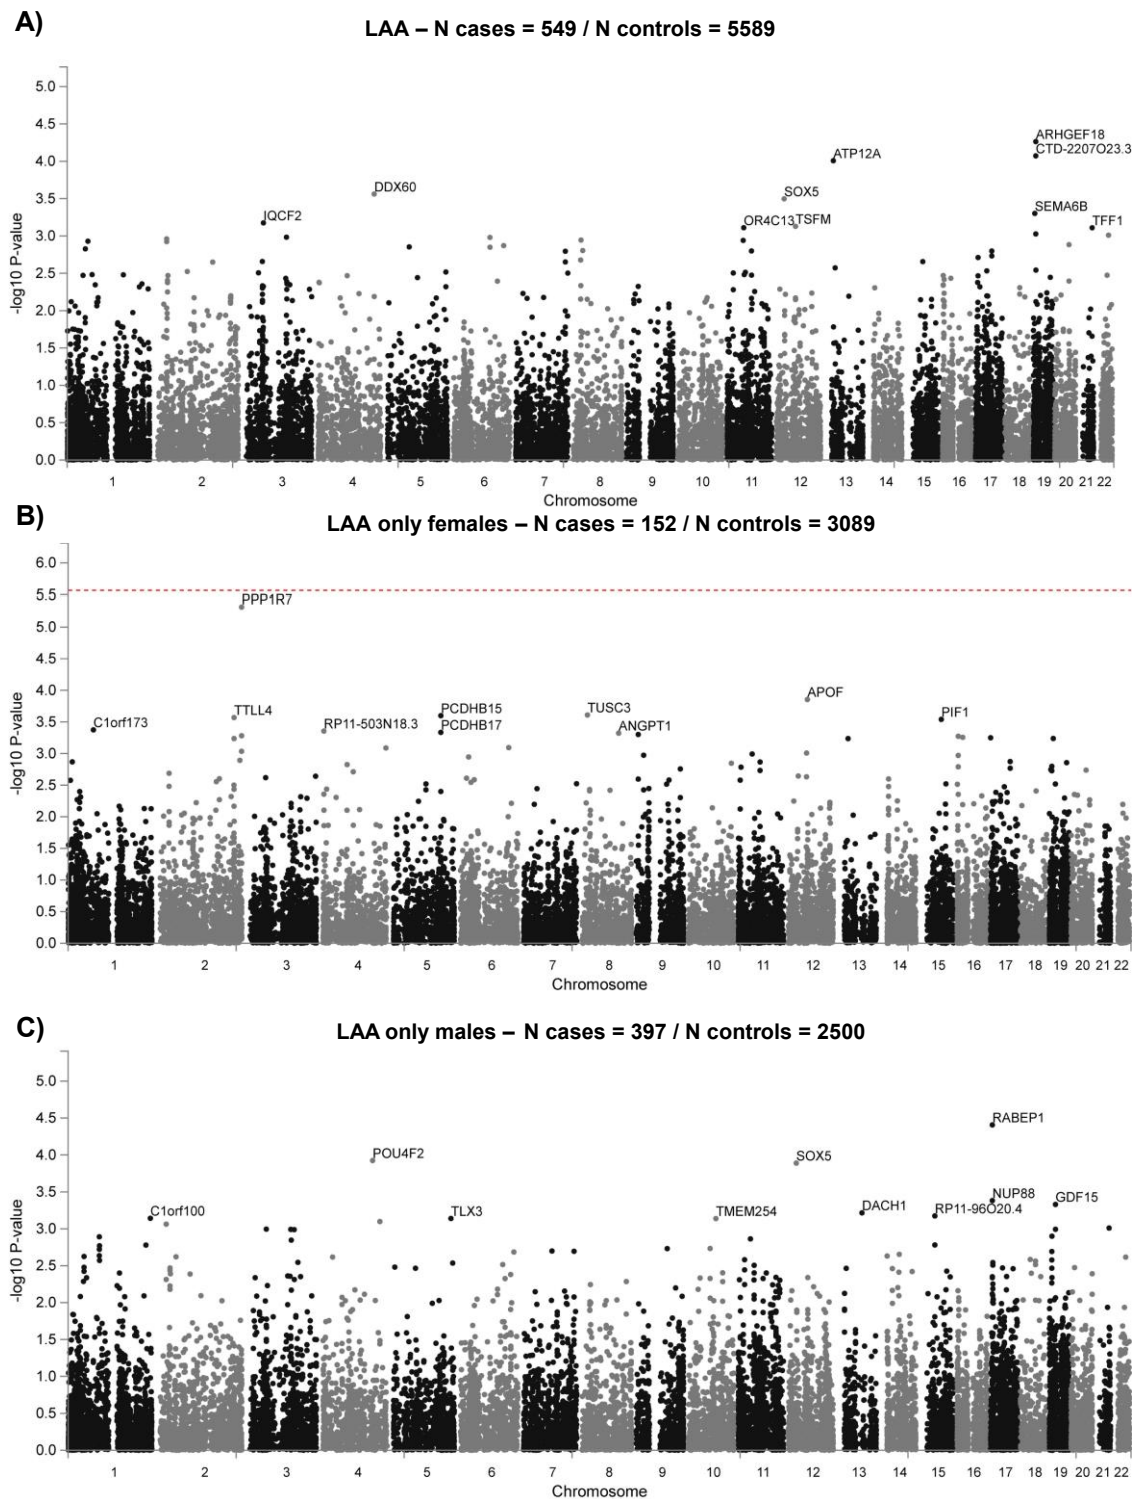 A)
LAA – N cases = 549 / N controls = 5589
5.0
4.5
4.0
3.5
3.0
2.5
2.0
1.5
1.0
0.5
0.0
-log10 P-value
IQCF2
DDX60
OR4C13
SOX5
TSFM
ATP12A
ARHGEF18
CTD-2207O23.3
SEMA6B
TFF1
1 2 3 4 5 6 7 8 9 10 11 12 13 14 15 16 17 18 19 20 21 22
Chromosome
B)
LAA only females – N cases = 152 / N controls = 3089
6.0
5.5
5.0
4.5
4.0
3.5
3.0
2.5
2.0
1.5
1.0
0.5
0.0
-log10 P-value
C1orf173
PPP1R7
TTLL4
RP11-503N18.3
PCDHB15
PCDHB17
TUSC3
ANGPT1
APOF
PIF1
1 2 3 4 5 6 7 8 9 10 11 12 13 14 15 16 17 18 19 20 21 22
Chromosome
C)
LAA only males – N cases = 397 / N controls = 2500
5.0
4.5
4.0
3.5
3.0
2.5
2.0
1.5
1.0
0.5
0.0
-log10 P-value
C1orf100
POU4F2
TLX3
TMEM254
SOX5
DACH1
RP11-96O20.4
RABEP1
NUP88
GDF15
1 2 3 4 5 6 7 8 9 10 11 12 13 14 15 16 17 18 19 20 21 22
Chromosome